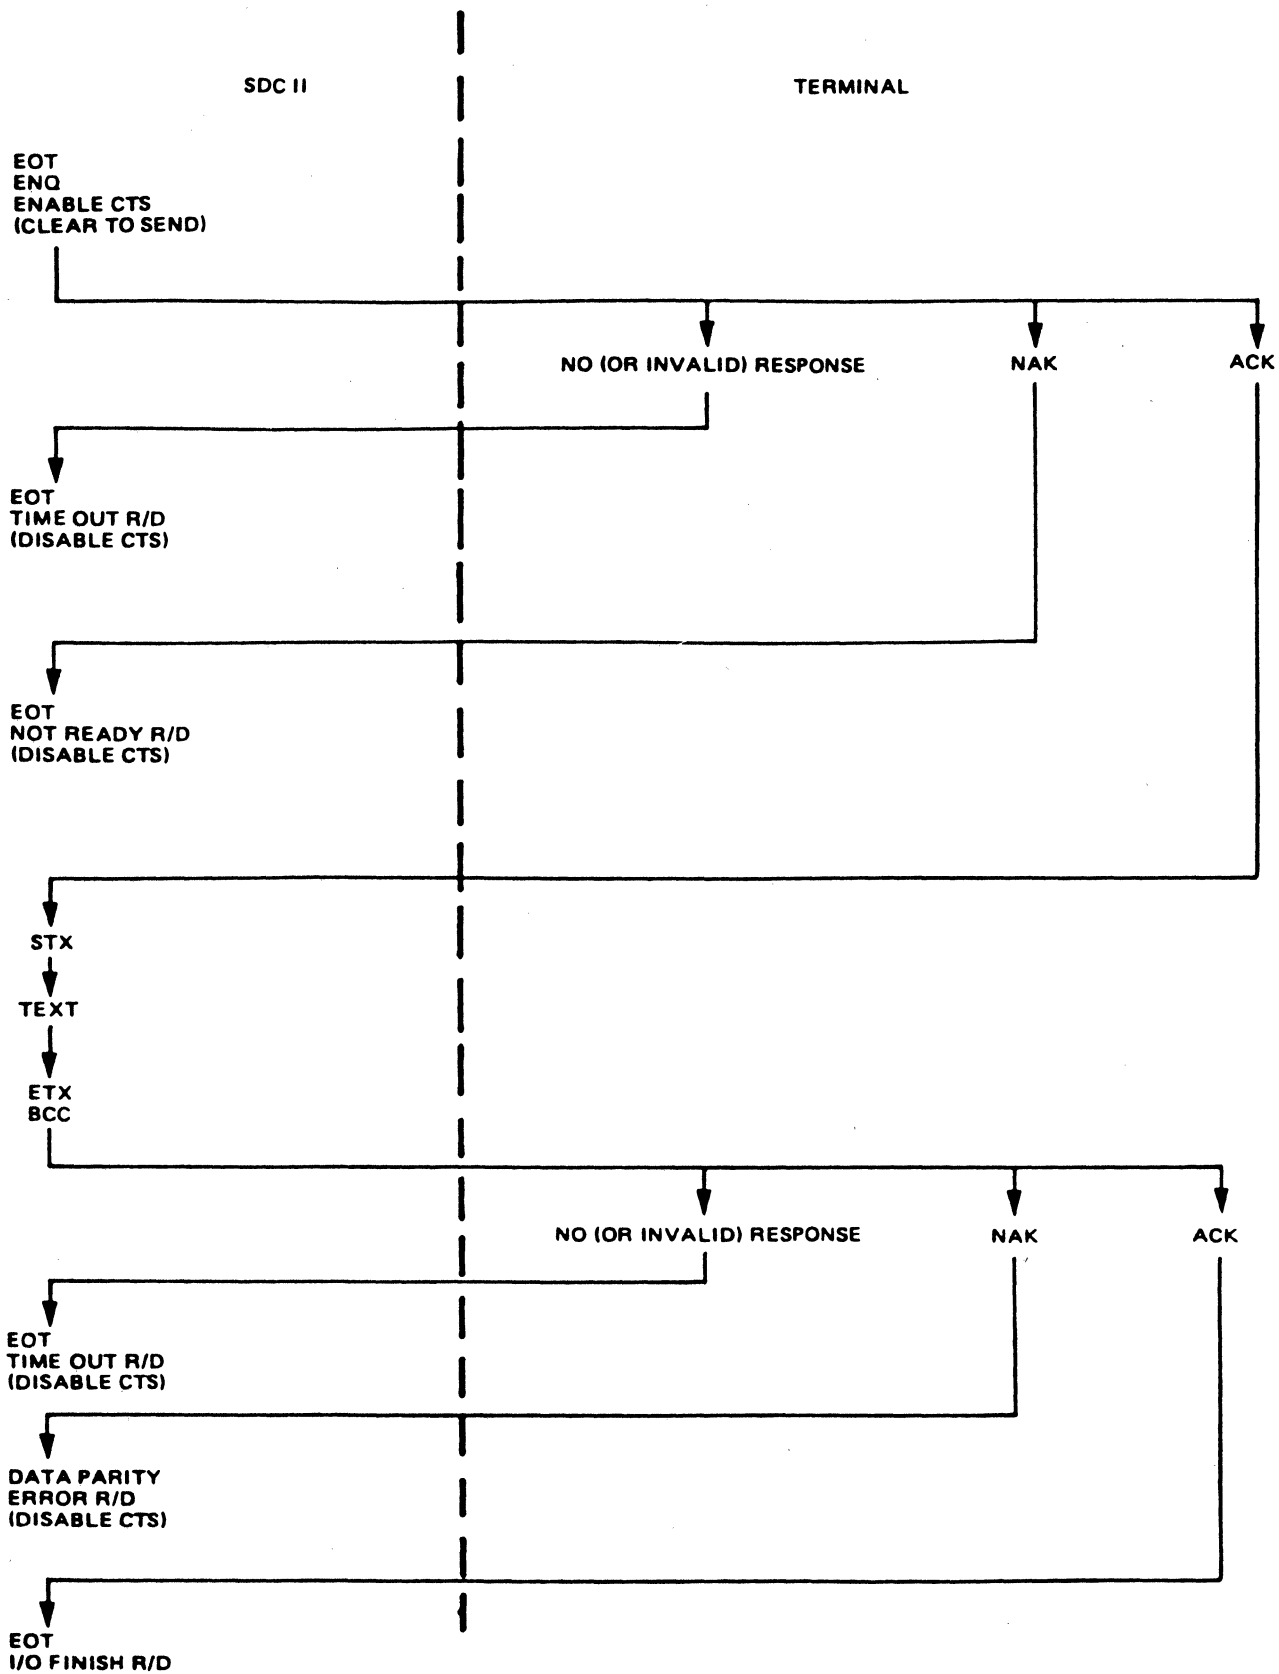 SDC II
TERMINAL
EOT
ENQ
ENABLE CTS
(CLEAR TO SEND)
NO (OR INVALID) RESPONSE
NAK
ACK
EOT
TIME OUT R/D
(DISABLE CTS)
EOT
NOT READY R/D
(DISABLE CTS)
STX
TEXT
ETX
BCC
NO (OR INVALID) RESPONSE
NAK
ACK
EOT
TIME OUT R/D
(DISABLE CTS)
DATA PARITY
ERROR R/D
(DISABLE CTS)
EOT
I/O FINISH R/D